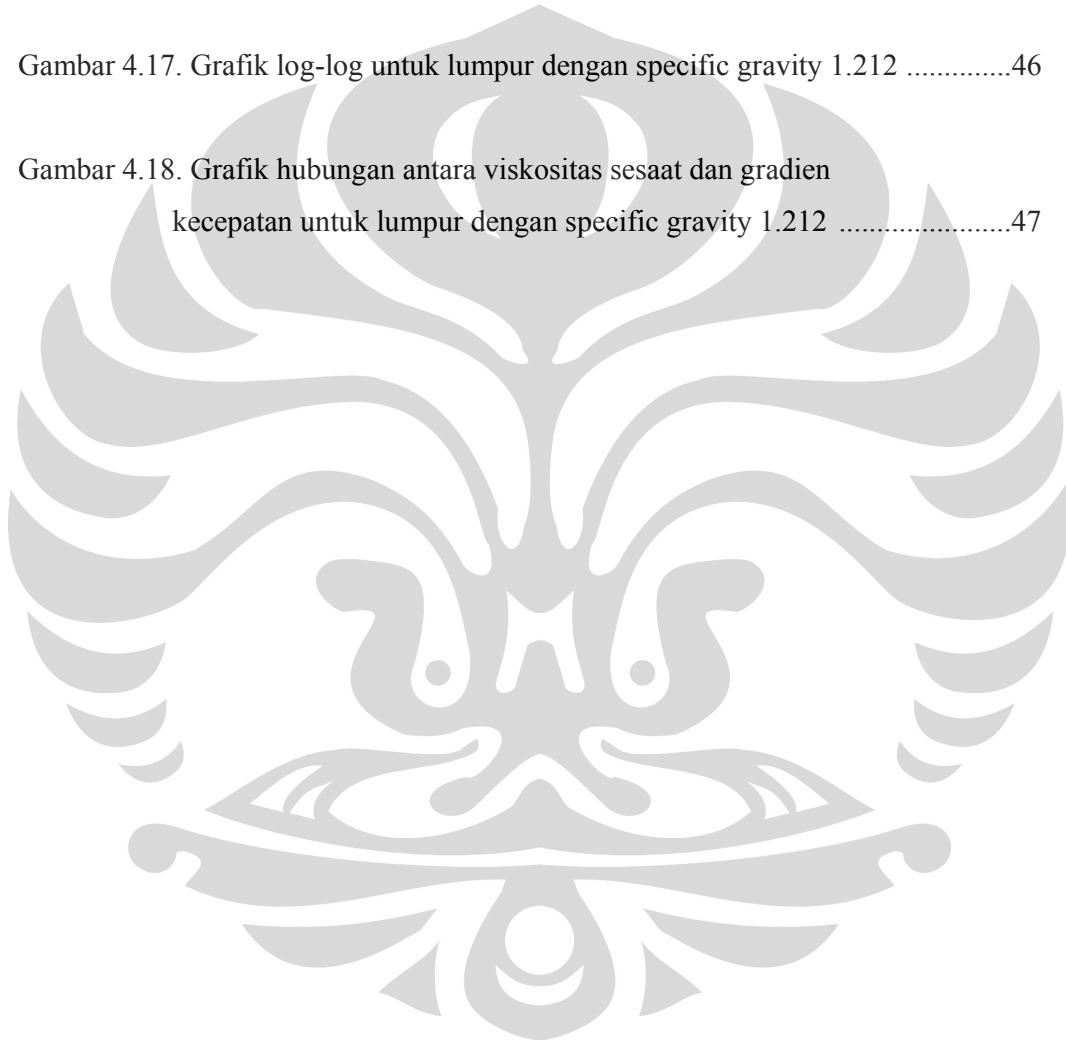 Gambar 4.17. Grafik log-log untuk lumpur dengan specific gravity 1.212 ..............46
Gambar 4.18. Grafik hubungan antara viskositas sesaat dan gradien
kecepatan untuk lumpur dengan specific gravity 1.212 .......................47